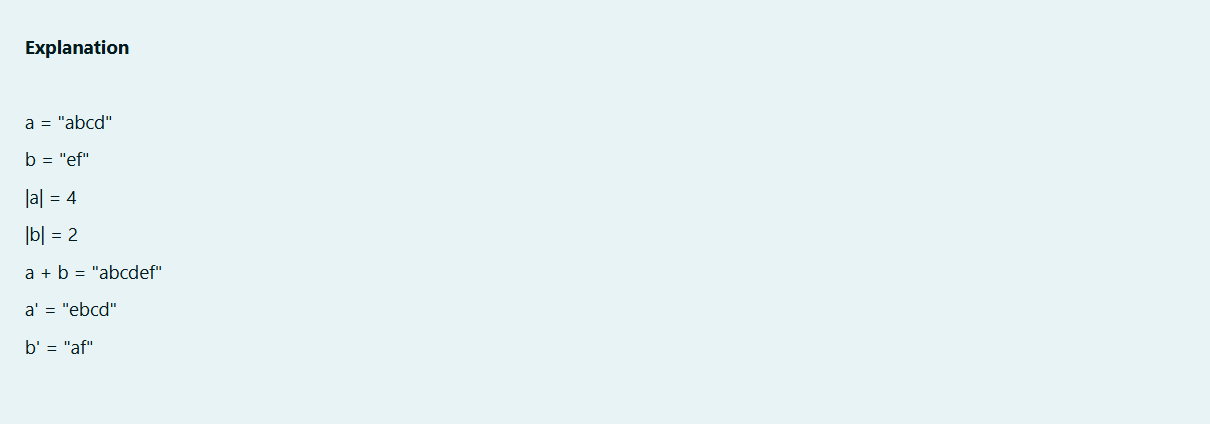 Explanation
a = "abcd"
b = "ef"
|a| = 4
|b| = 2
a + b = "abcdef"
a' = "ebcd"
b' = "af"